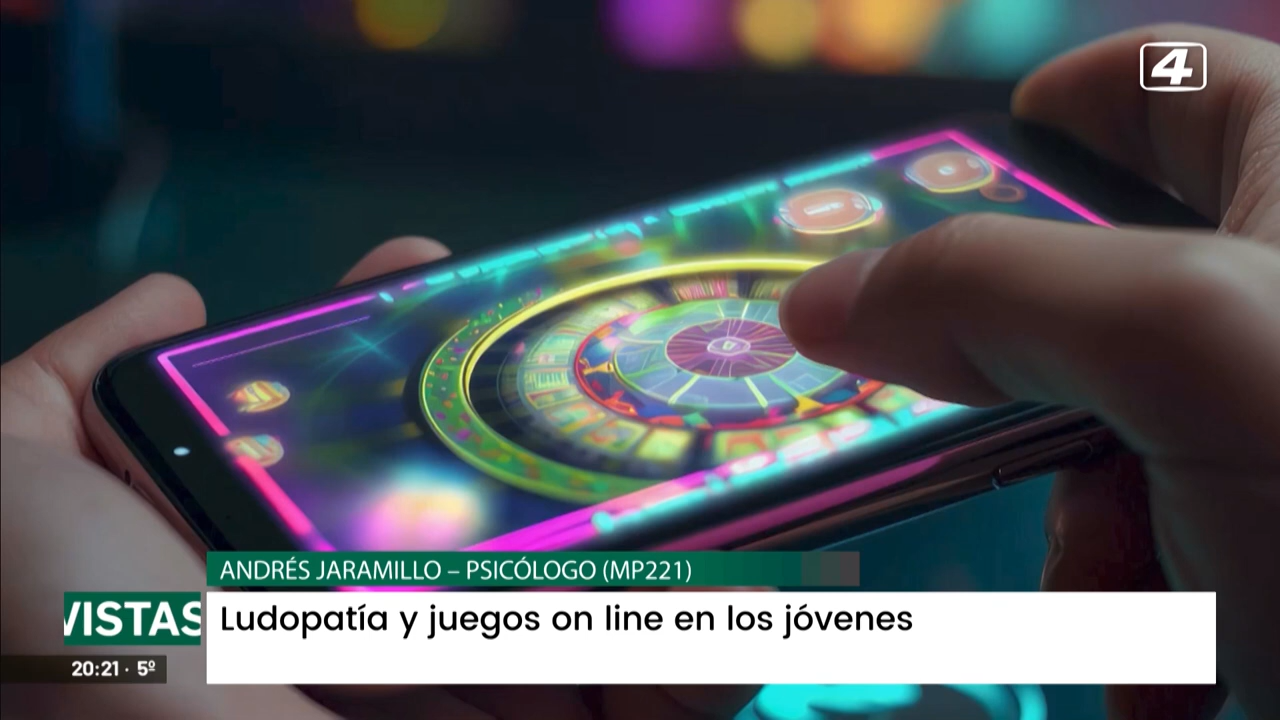 4
ANDRÉS JARAMILLO – PSICÓLOGO (MP221)
VISTAS
Ludopatía y juegos on line en los jóvenes
20:21 · 5º